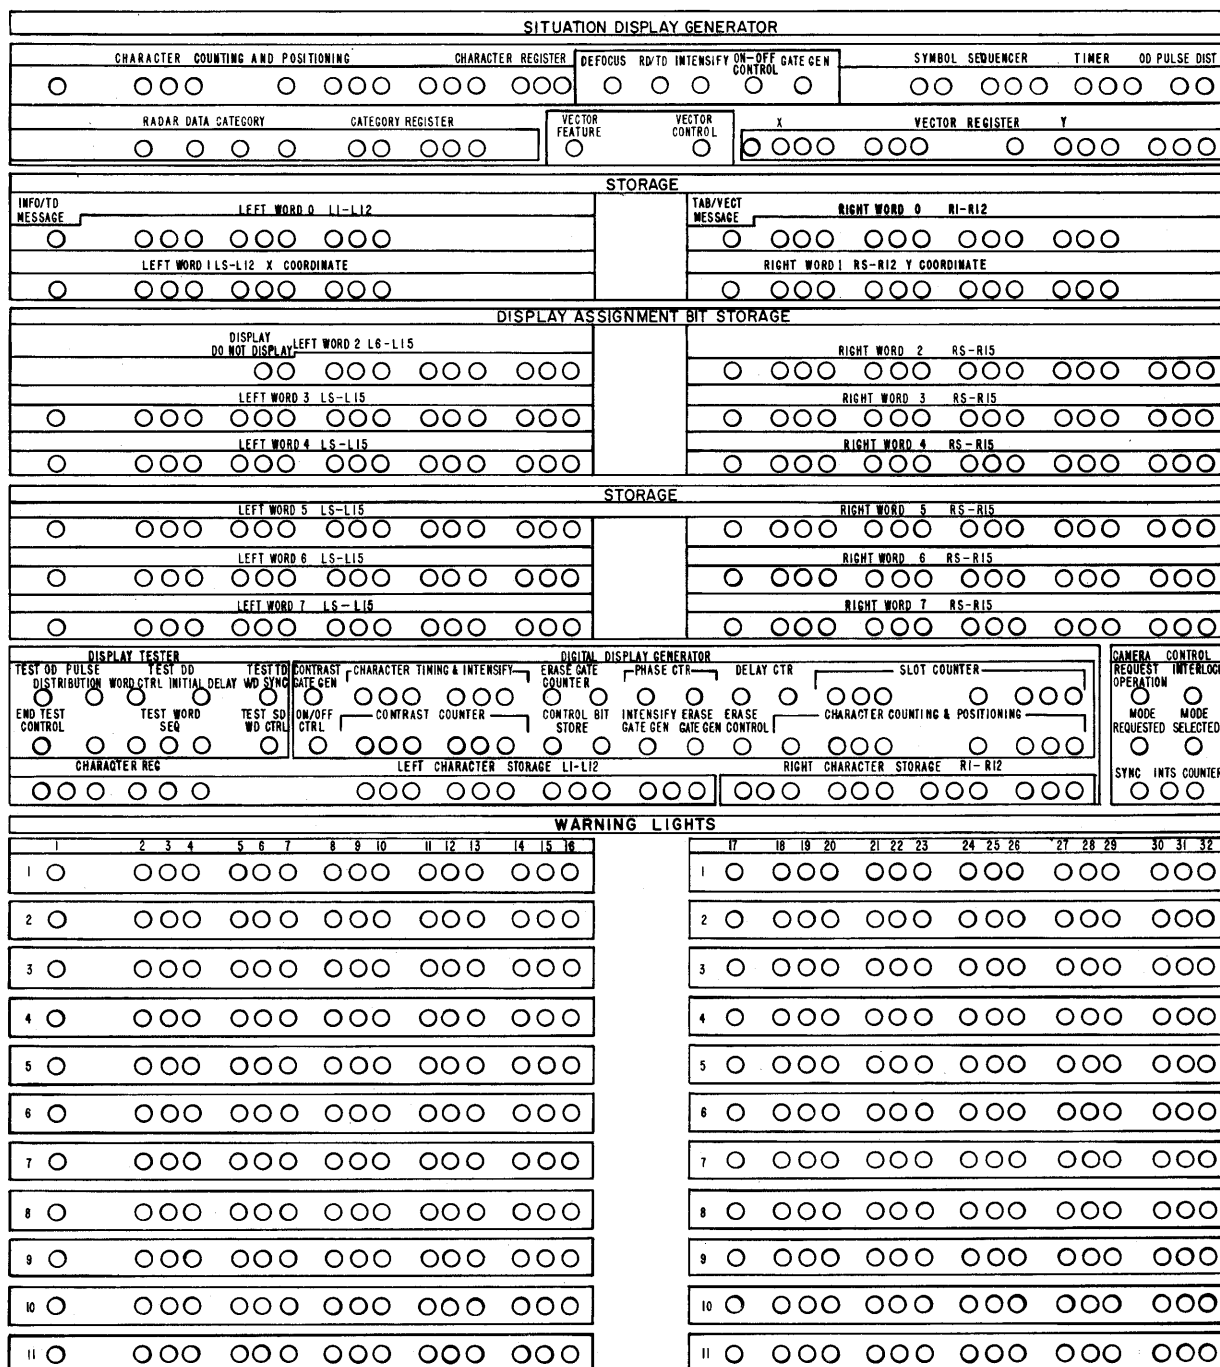 SITUATION DISPLAY GENERATOR
CHARACTER COUNTING AND POSITIONING CHARACTER REGISTER DEFOCUS RD/TD INTENSIFY ON-OFF CONTROL GATE GEN SYMBOL SEQUENCER TIMER OD PULSE DIST
RADAR DATA CATEGORY CATEGORY REGISTER VECTOR FEATURE VECTOR CONTROL X VECTOR REGISTER Y
STORAGE
INFO/TD MESSAGE LEFT WORD 0 L1-L12 TAB/VECT MESSAGE RIGHT WORD 0 R1-R12
LEFT WORD 1 LS-L12 X COORDINATE RIGHT WORD 1 RS-R12 Y COORDINATE
DISPLAY ASSIGNMENT BIT STORAGE
DISPLAY DO NOT DISPLAY LEFT WORD 2 L6-L15 RIGHT WORD 2 RS-R15
LEFT WORD 3 LS-L15 RIGHT WORD 3 RS-R15
LEFT WORD 4 LS-L15 RIGHT WORD 4 RS-R15
STORAGE
LEFT WORD 5 LS-L15 RIGHT WORD 5 RS-R15
LEFT WORD 6 LS-L15 RIGHT WORD 6 RS-R15
LEFT WORD 7 LS-L15 RIGHT WORD 7 RS-R15
DISPLAY TESTER DIGITAL DISPLAY GENERATOR CAMERA CONTROL
TEST OD PULSE DISTRIBUTION TEST DD WORD CTRL INITIAL DELAY TEST TD WD SYNC CONTRAST GATE GEN CHARACTER TIMING & INTENSIFY ERASE GATE COUNTER PHASE CTR DELAY CTR SLOT COUNTER REQUEST OPERATION INTERLOCK
END TEST CONTROL TEST WORD SEQ TEST SD WD CTRL ON/OFF CTRL CONTRAST COUNTER CONTROL BIT STORE INTENSIFY GATE GEN ERASE GATE GEN ERASE CONTROL CHARACTER COUNTING & POSITIONING MODE REQUESTED MODE SELECTED
CHARACTER REG LEFT CHARACTER STORAGE L1-L12 RIGHT CHARACTER STORAGE R1-R12 SYNC INTS COUNTER
WARNING LIGHTS
1 2 3 4 5 6 7 8 9 10 11 12 13 14 15 16 17 18 19 20 21 22 23 24 25 26 27 28 29 30 31 32
1 1
2 2
3 3
4 4
5 5
6 6
7 7
8 8
9 9
10 10
11 11